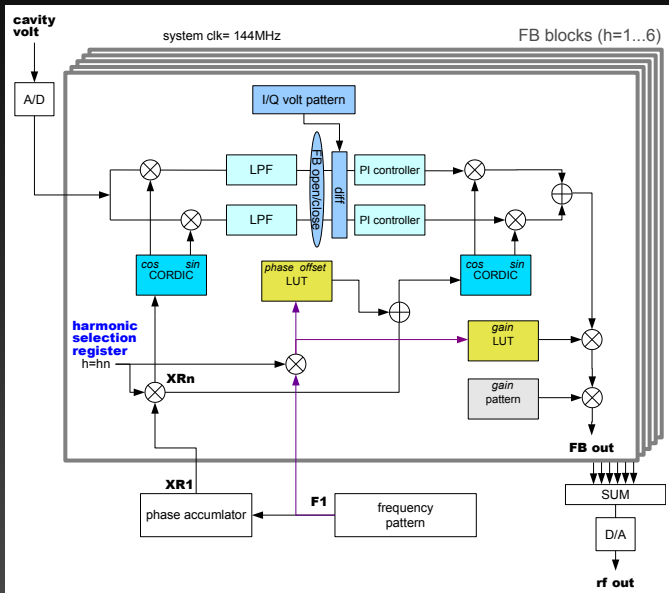 cavity
volt
system clk= 144MHz
FB blocks (h=1...6)
A/D
I/Q volt pattern
LPF
FB open/close
diff
PI controller
LPF
PI controller
cos sin
CORDIC
phase offset
LUT
cos sin
CORDIC
harmonic
selection
register
h=hn
XRn
gain
LUT
gain
pattern
FB out
XR1
F1
phase accumlator
frequency
pattern
SUM
D/A
rf out